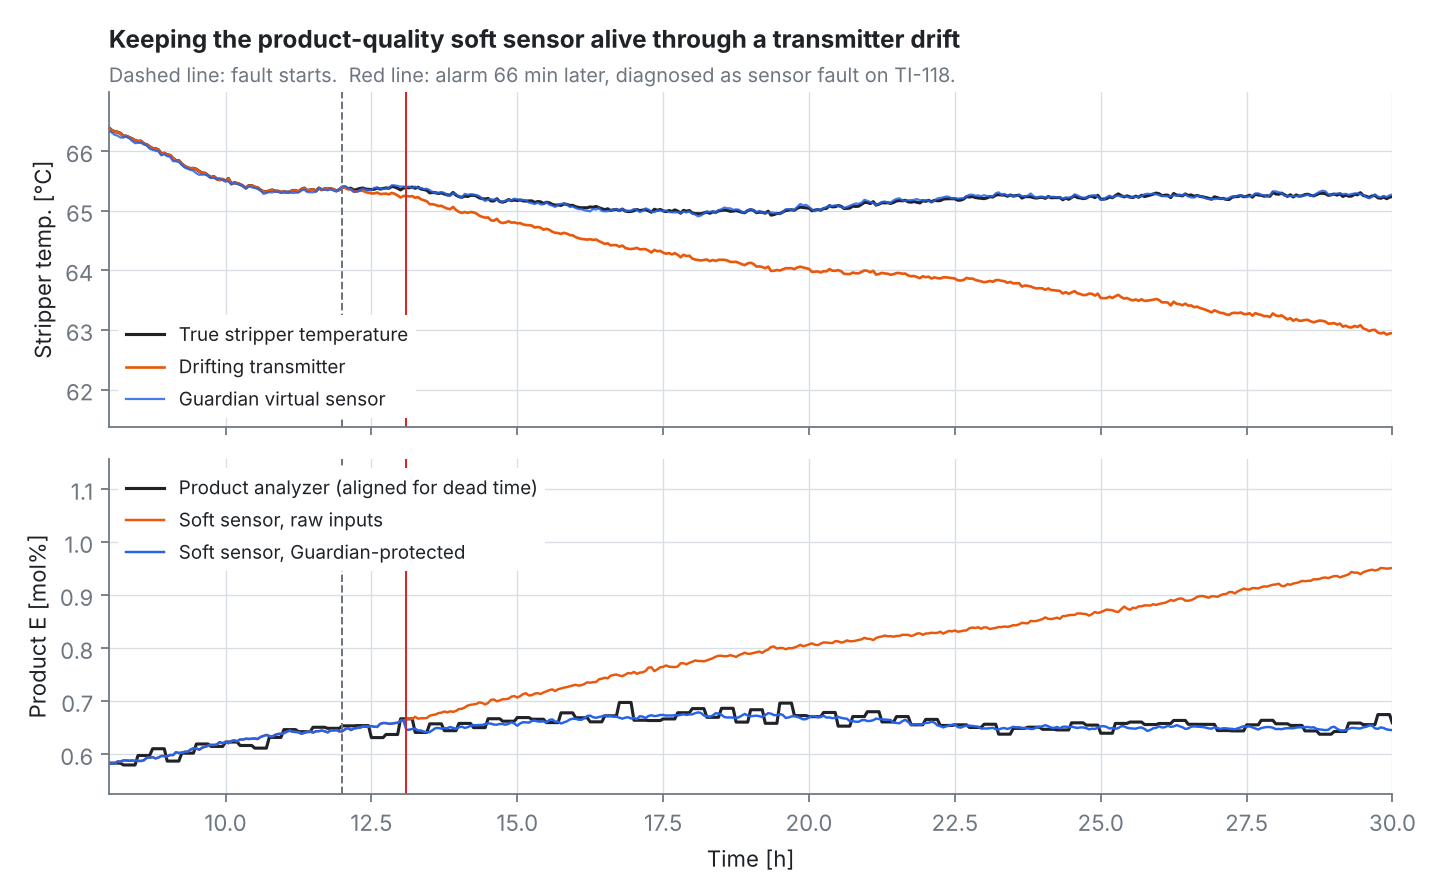 Keeping the product-quality soft sensor alive through a transmitter drift
Dashed line: fault starts.  Red line: alarm 66 min later, diagnosed as sensor fault on TI-118.
Stripper temp. [°C]
66
65
64
63
62
True stripper temperature
Drifting transmitter
Guardian virtual sensor
Product E [mol%]
1.1
1.0
0.9
0.8
0.7
0.6
Product analyzer (aligned for dead time)
Soft sensor, raw inputs
Soft sensor, Guardian-protected
10.0 12.5 15.0 17.5 20.0 22.5 25.0 27.5 30.0
Time [h]